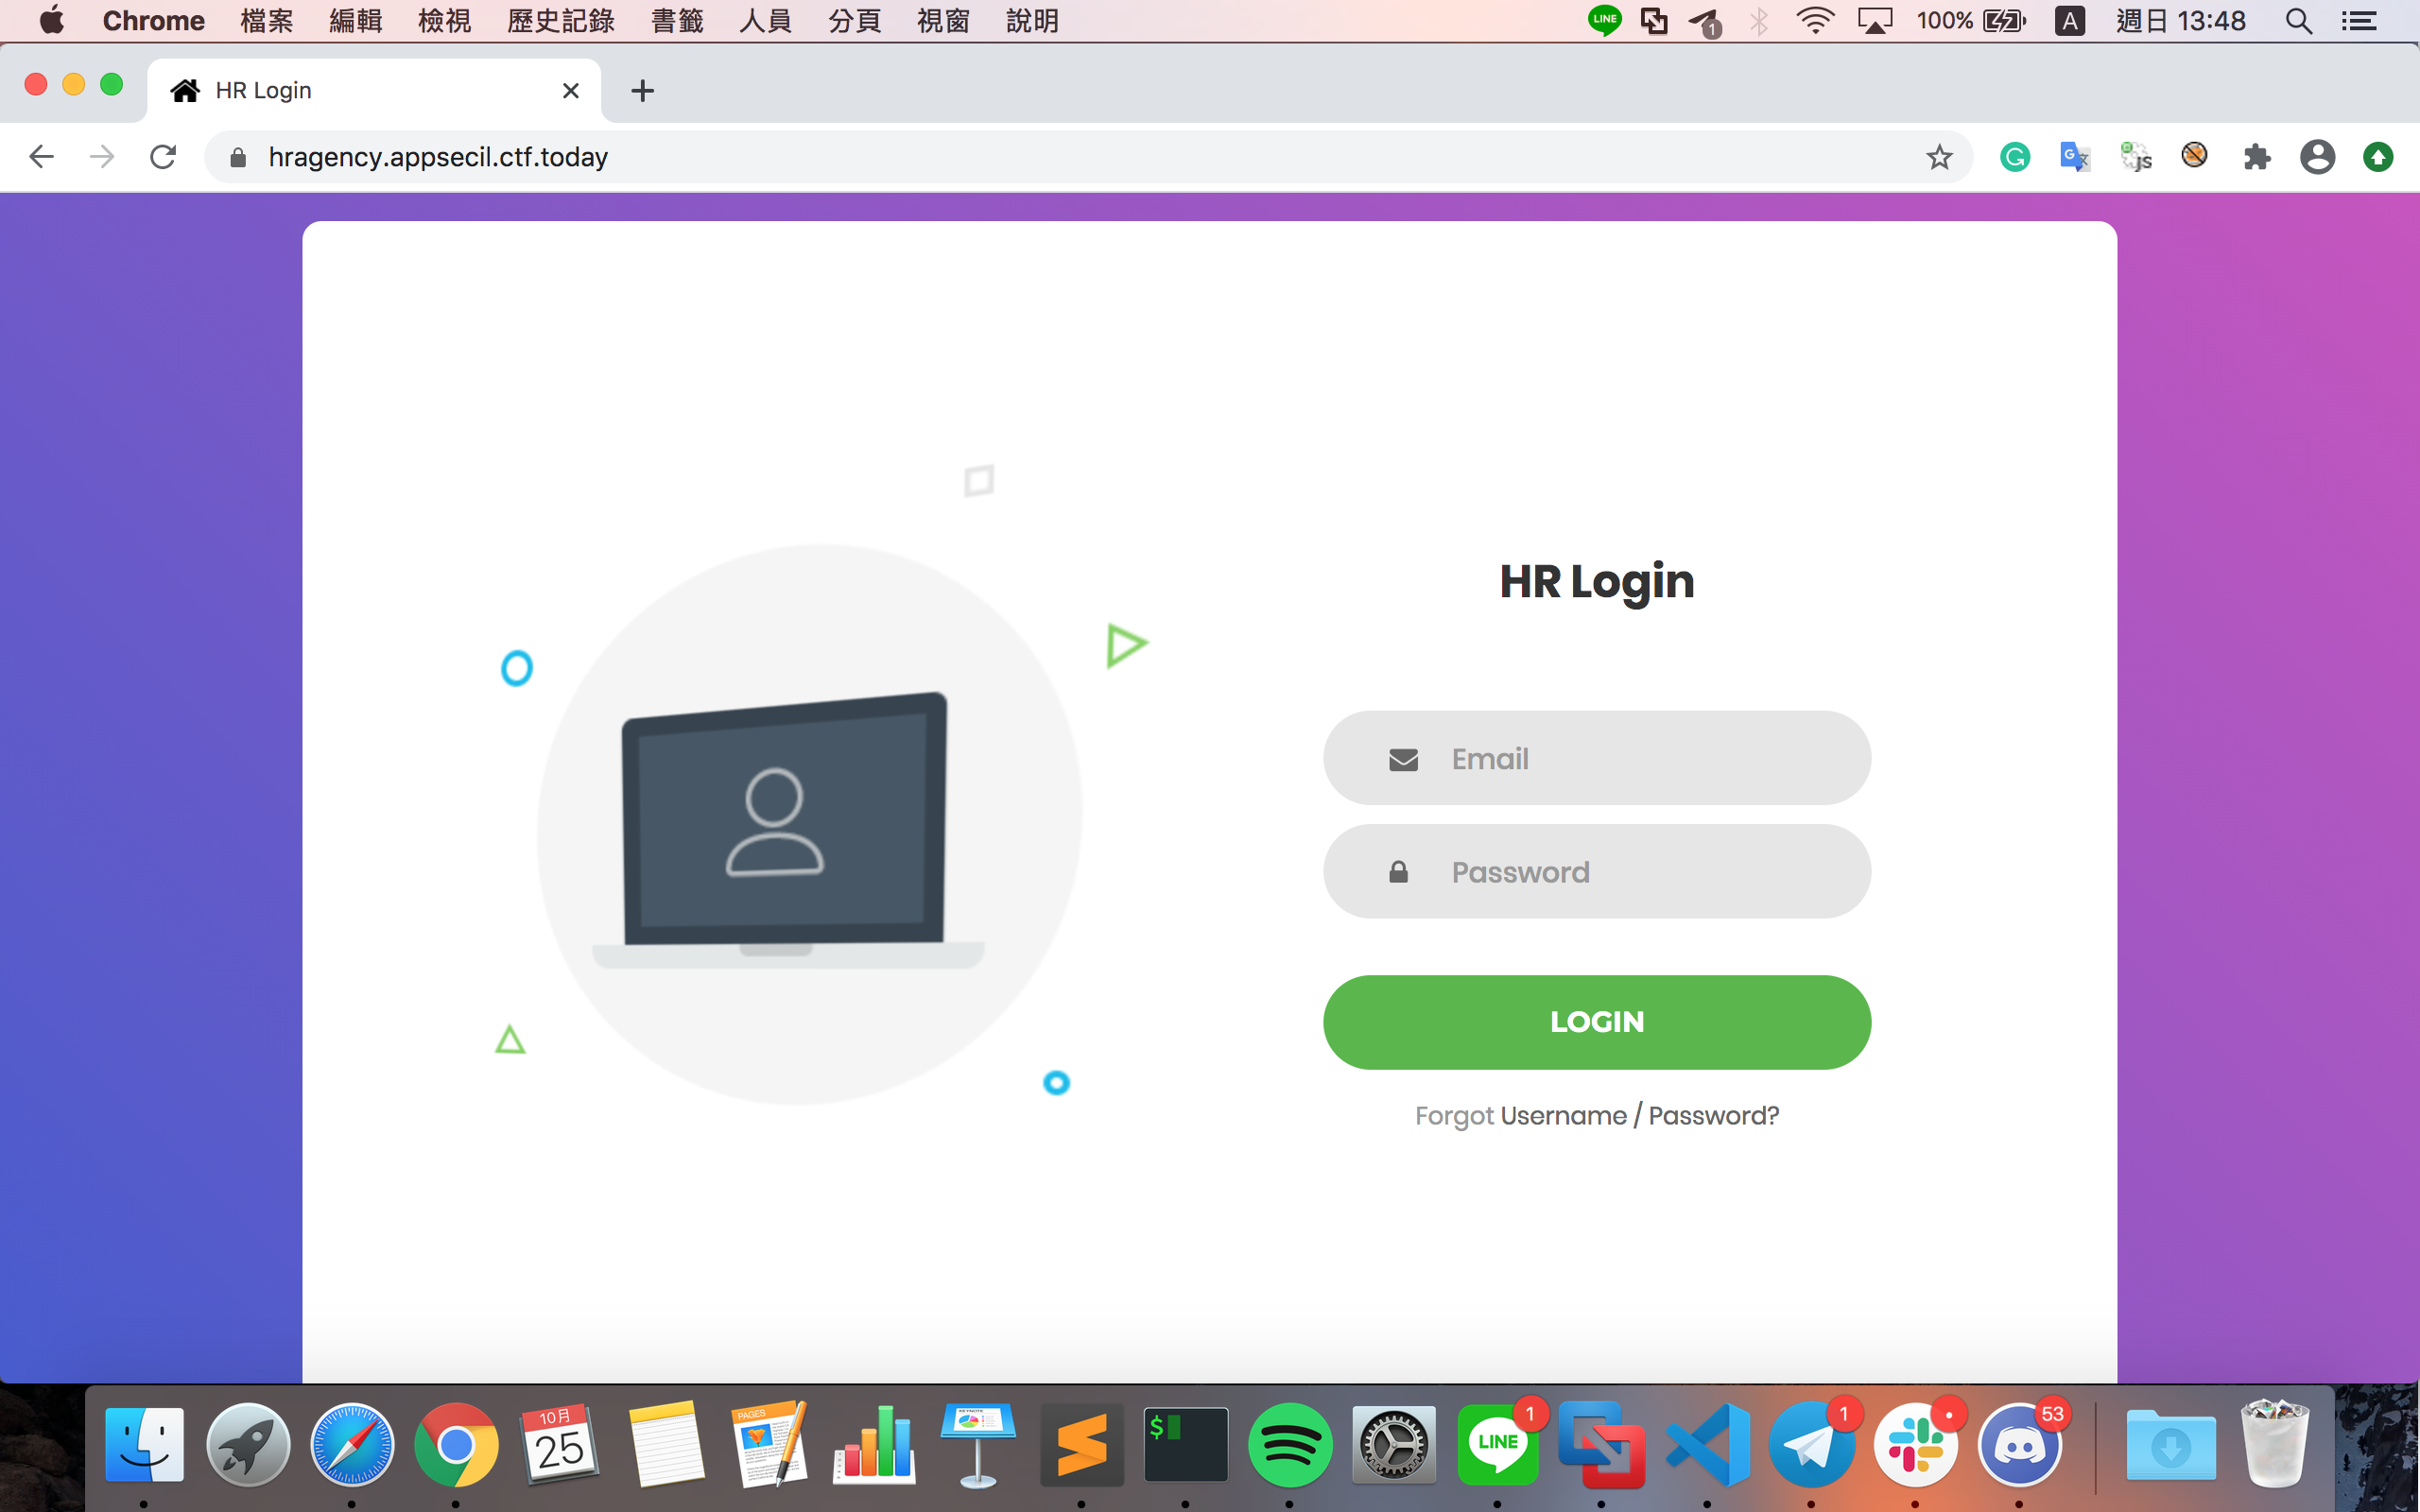 Chrome 檔案 編輯 檢視 歷史記錄 書籤 人員 分頁 視窗 說明 LINE 1 100% A 週日 13:48
HR Login
hragency.appsecil.ctf.today
G
JS
HR Login
Email
Password
LOGIN
Forgot Username / Password?
10月
25
PAGES
KEYNOTE
$
LINE
1
1
53